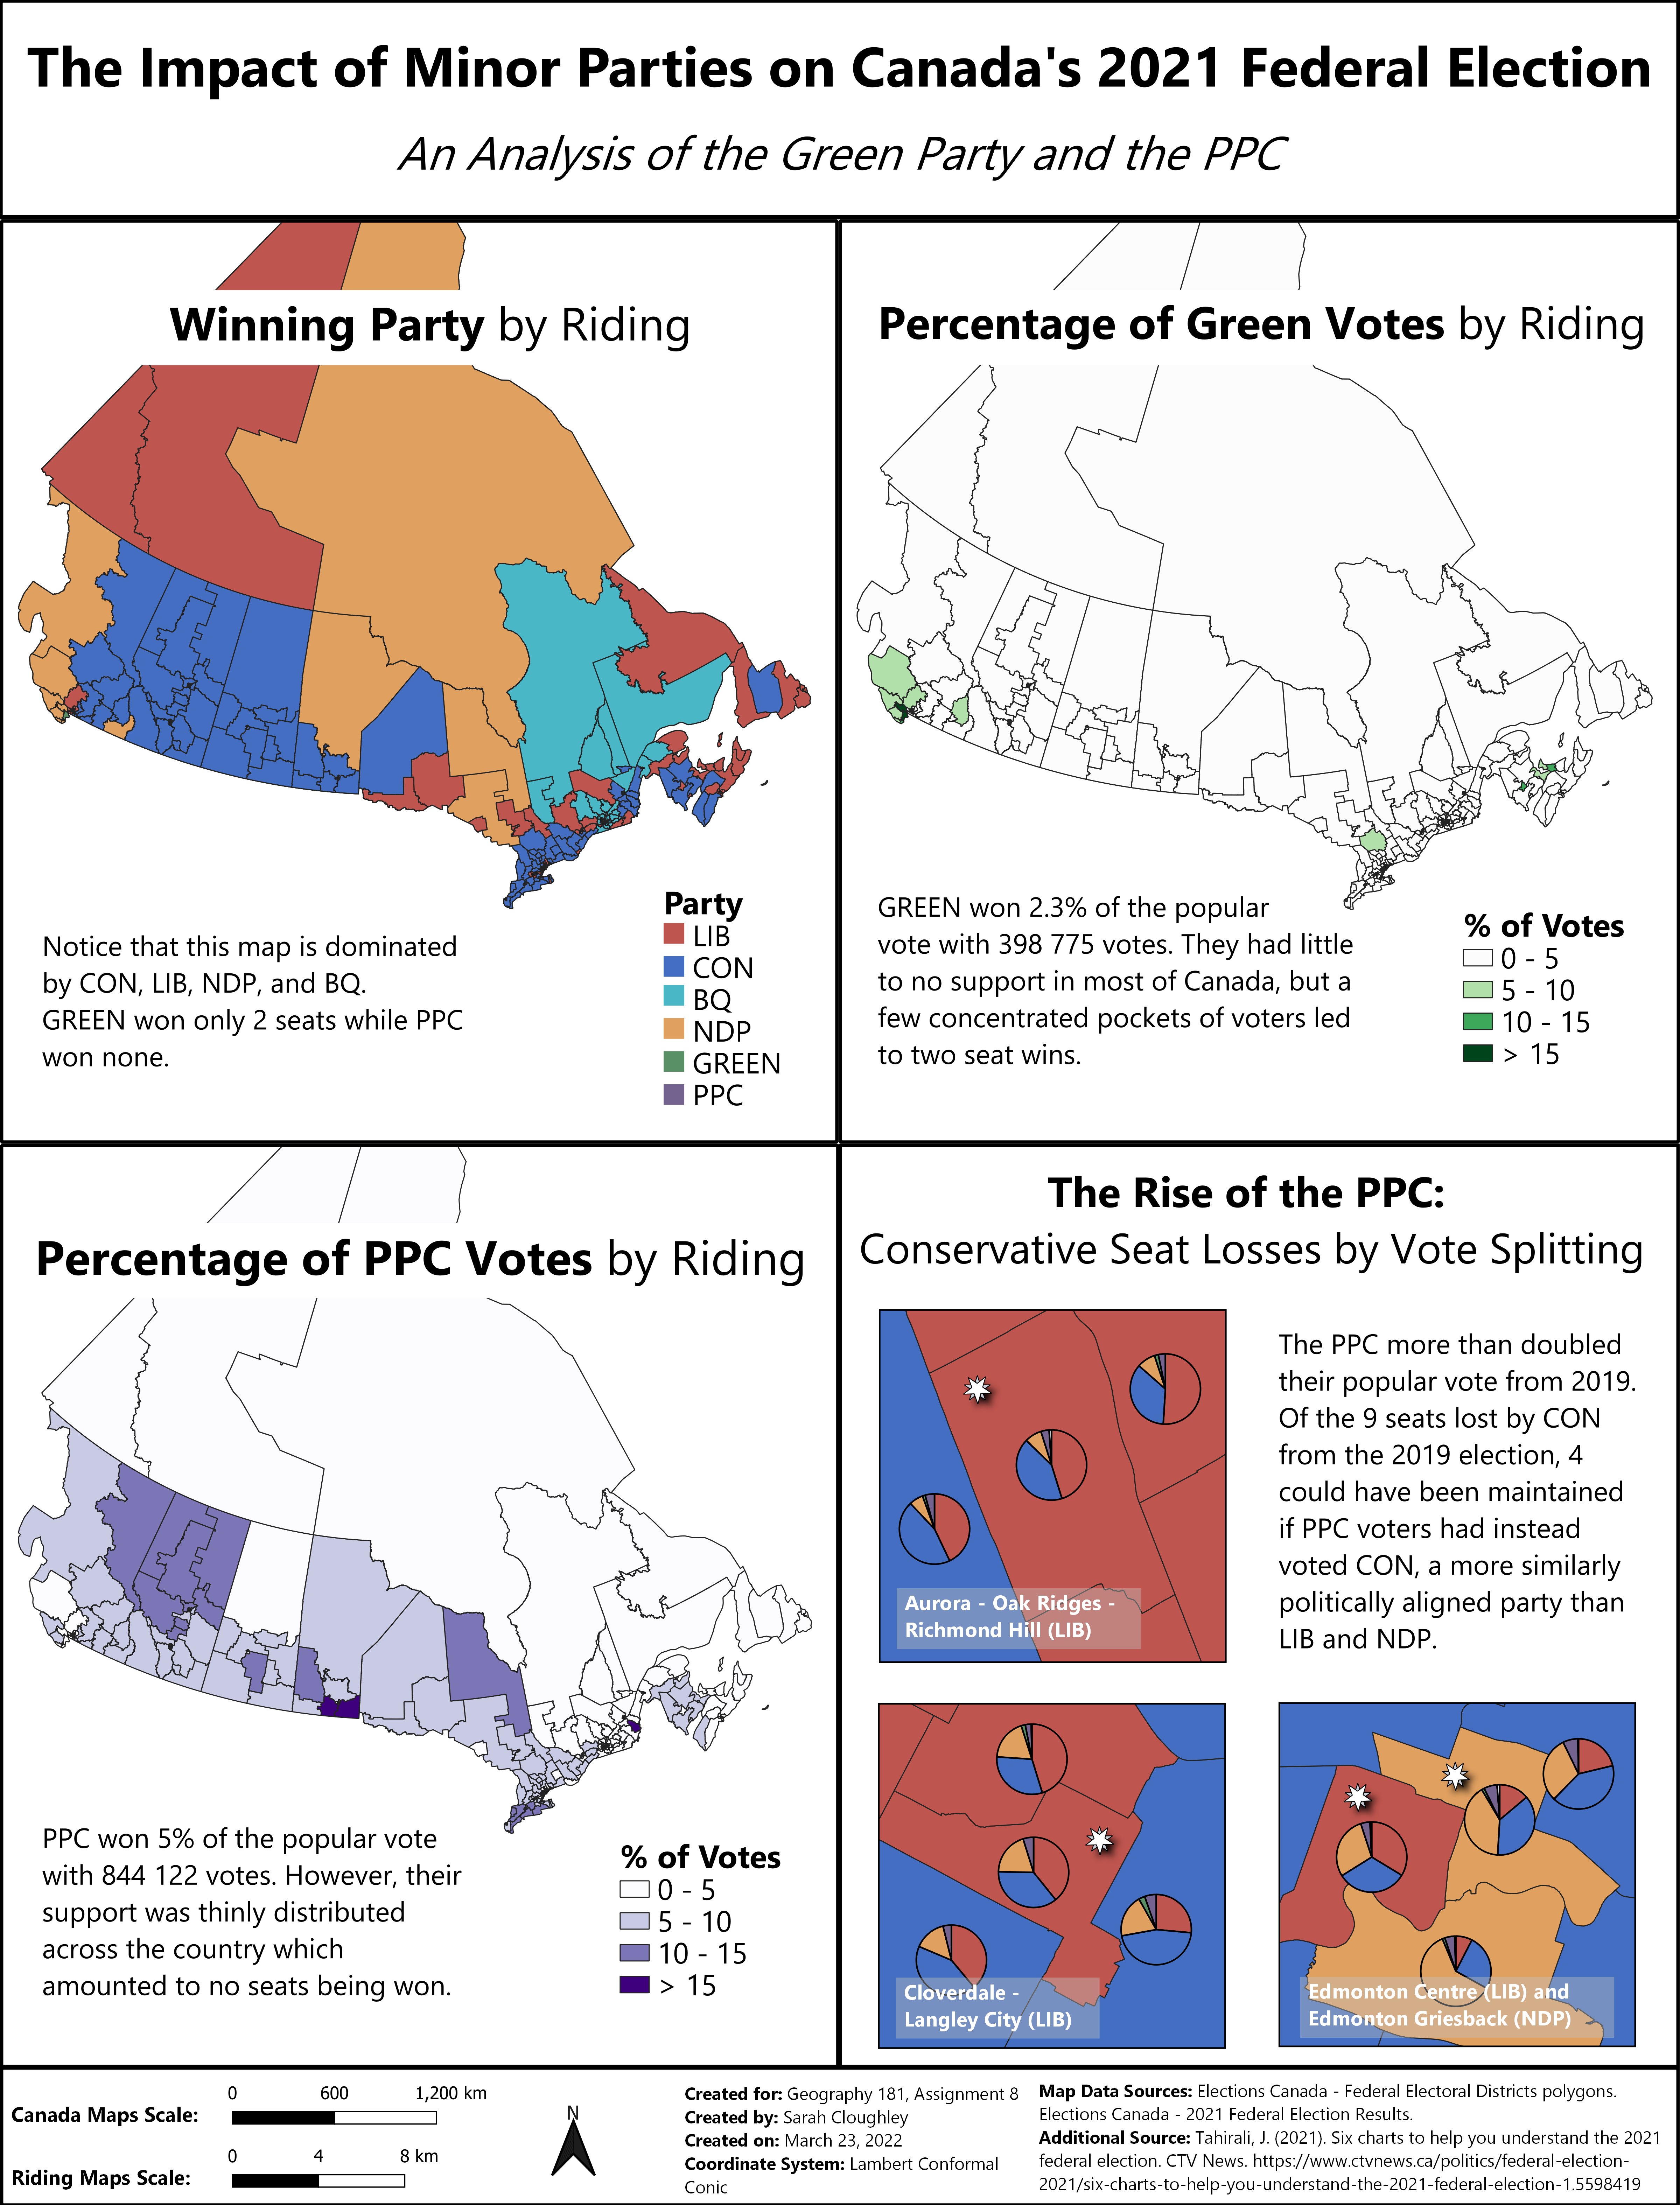 The Impact of Minor Parties on Canada's 2021 Federal Election
An Analysis of the Green Party and the PPC
Winning Party by Riding
Notice that this map is dominated
by CON, LIB, NDP, and BQ.
GREEN won only 2 seats while PPC
won none.
Party
LIB
CON
BQ
NDP
GREEN
PPC
Percentage of Green Votes by Riding
GREEN won 2.3% of the popular
vote with 398 775 votes. They had little
to no support in most of Canada, but a
few concentrated pockets of voters led
to two seat wins.
% of Votes
0 - 5
5 - 10
10 - 15
> 15
Percentage of PPC Votes by Riding
PPC won 5% of the popular vote
with 844 122 votes. However, their
support was thinly distributed
across the country which
amounted to no seats being won.
% of Votes
0 - 5
5 - 10
10 - 15
> 15
The Rise of the PPC:
Conservative Seat Losses by Vote Splitting
Aurora - Oak Ridges -
Richmond Hill (LIB)
The PPC more than doubled
their popular vote from 2019.
Of the 9 seats lost by CON
from the 2019 election, 4
could have been maintained
if PPC voters had instead
voted CON, a more similarly
politically aligned party than
LIB and NDP.
Cloverdale -
Langley City (LIB)
Edmonton Centre (LIB) and
Edmonton Griesback (NDP)
Canada Maps Scale:
0 600 1,200 km
Riding Maps Scale:
0 4 8 km
N
Created for: Geography 181, Assignment 8
Created by: Sarah Cloughley
Created on: March 23, 2022
Coordinate System: Lambert Conformal
Conic
Map Data Sources: Elections Canada - Federal Electoral Districts polygons.
Elections Canada - 2021 Federal Election Results.
Additional Source: Tahirali, J. (2021). Six charts to help you understand the 2021
federal election. CTV News. https://www.ctvnews.ca/politics/federal-election-
2021/six-charts-to-help-you-understand-the-2021-federal-election-1.5598419